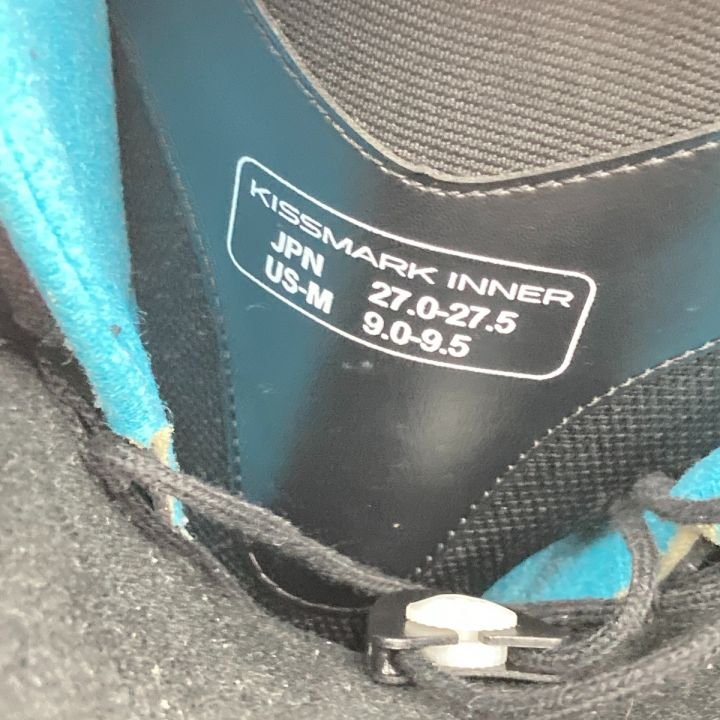 KISSMARK INNER
JPN 27.0-27.5
US-M 9.0-9.5